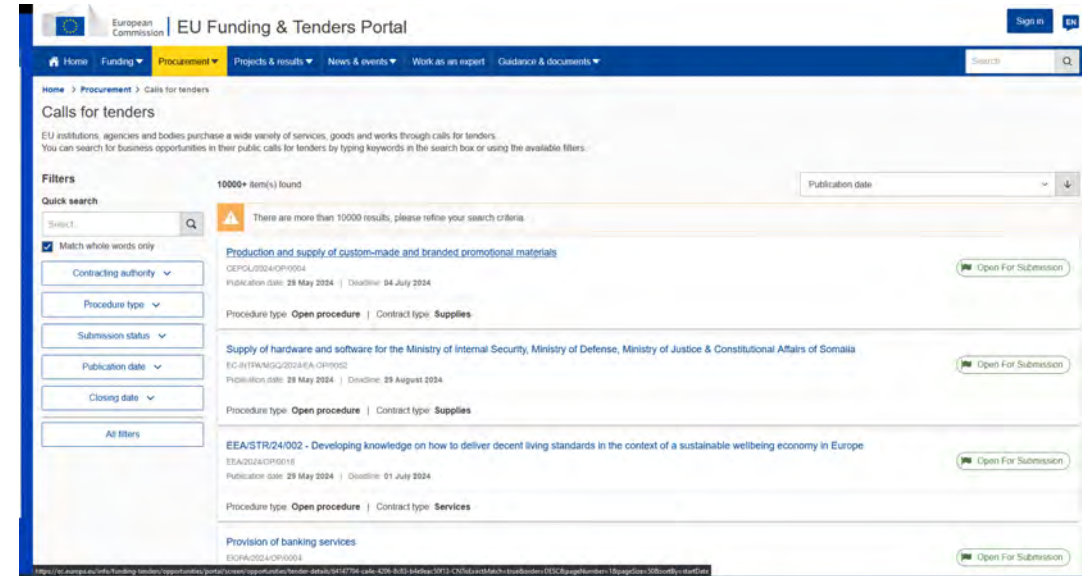 European
Commission
EU Funding & Tenders Portal
Sign in
EN
Home Funding Procurement Projects & results News & events Work as an expert Guidance & documents
Search
Home > Procurement > Calls for tenders
Calls for tenders
EU institutions, agencies and bodies purchase a wide variety of services, goods and works through calls for tenders.
You can search for business opportunities in their public calls for tenders by typing keywords in the search box or using the available filters.
Filters
10000+ item(s) found
Publication date
Quick search
Select...
There are more than 10000 results, please refine your search criteria.
Match whole words only
Contracting authority
Procedure type
Submission status
Publication date
Closing date
All filters
Production and supply of custom-made and branded promotional materials
CEPOL/2024/OP/0004
Open For Submission
Publication date: 29 May 2024 | Deadline: 04 July 2024
Procedure type: Open procedure | Contract type: Supplies
Supply of hardware and software for the Ministry of Internal Security, Ministry of Defense, Ministry of Justice & Constitutional Affairs of Somalia
Open For Submission
Publication date: 29 May 2024 | Deadline: 29 August 2024
Procedure type: Open procedure | Contract type: Supplies
EEA/STR/24/002 - Developing knowledge on how to deliver decent living standards in the context of a sustainable wellbeing economy in Europe
EEA/2024/OP/0016
Open For Submission
Publication date: 29 May 2024 | Deadline: 01 July 2024
Procedure type: Open procedure | Contract type: Services
Provision of banking services
EIOPA/2024/OP/0004
Open For Submission